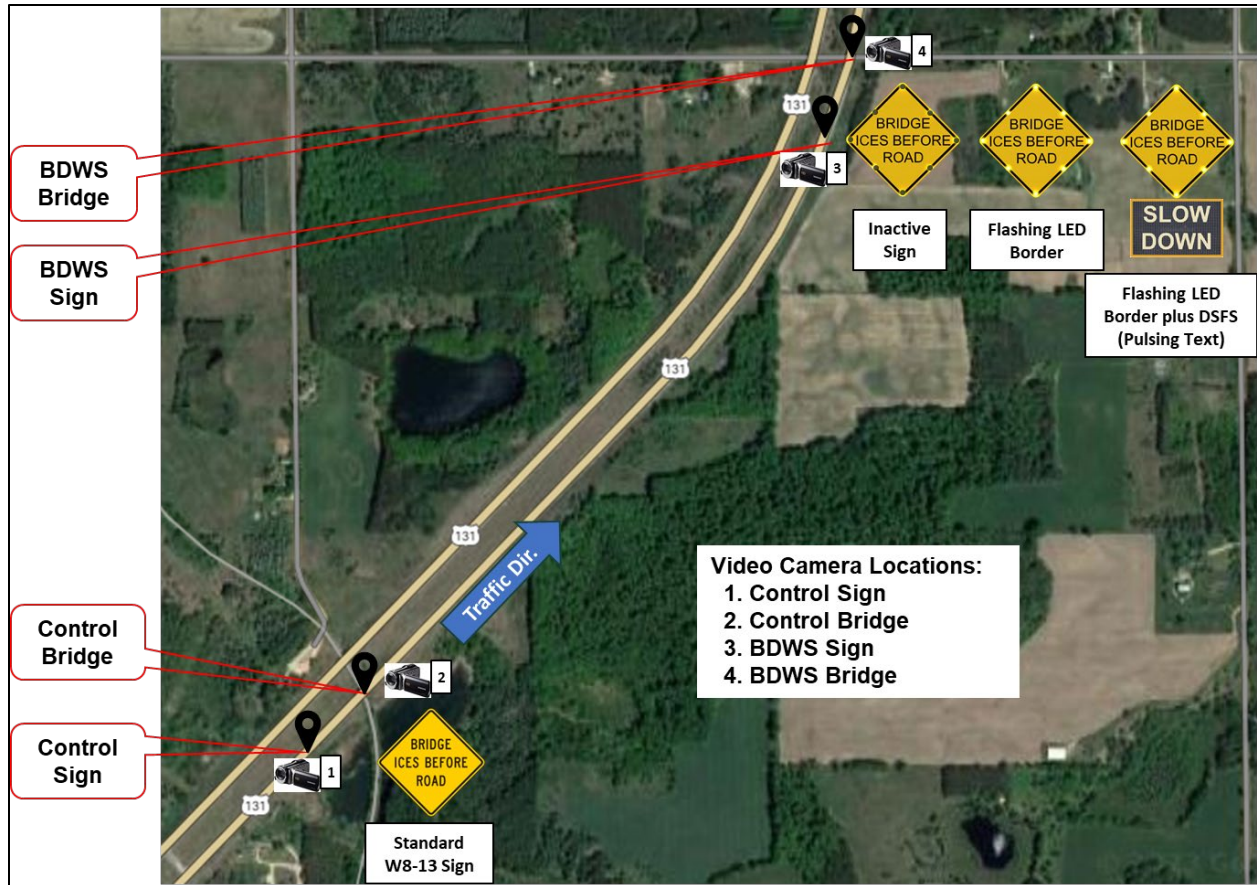 4
131
BDWS
Bridge
3
BRIDGE
ICES BEFORE
ROAD
BRIDGE
ICES BEFORE
ROAD
BRIDGE
ICES BEFORE
ROAD
SLOW
DOWN
BDWS
Sign
Inactive
Sign
Flashing LED
Border
Flashing LED
Border plus DSFS
(Pulsing Text)
131
131
Traffic Dir.
Video Camera Locations:
1. Control Sign
2. Control Bridge
3. BDWS Sign
4. BDWS Bridge
Control
Bridge
2
Control
Sign
1
BRIDGE
ICES BEFORE
ROAD
131
Standard
W8-13 Sign